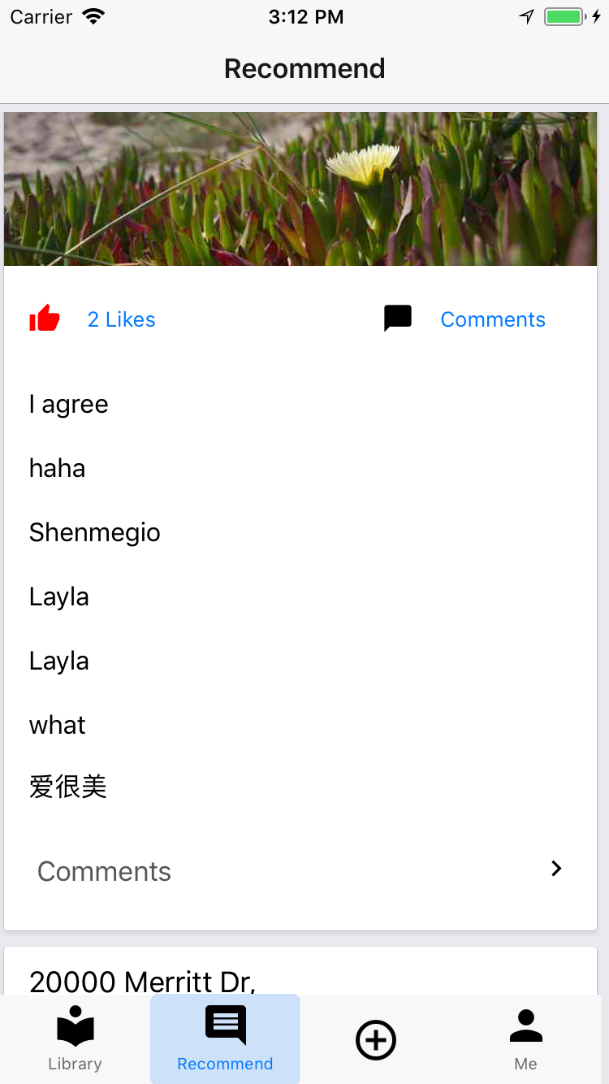 Carrier 3:12 PM
Recommend
2 Likes Comments
I agree
haha
Shenmegio
Layla
Layla
what
爱很美
Comments
20000 Merritt Dr,
Library Recommend Me